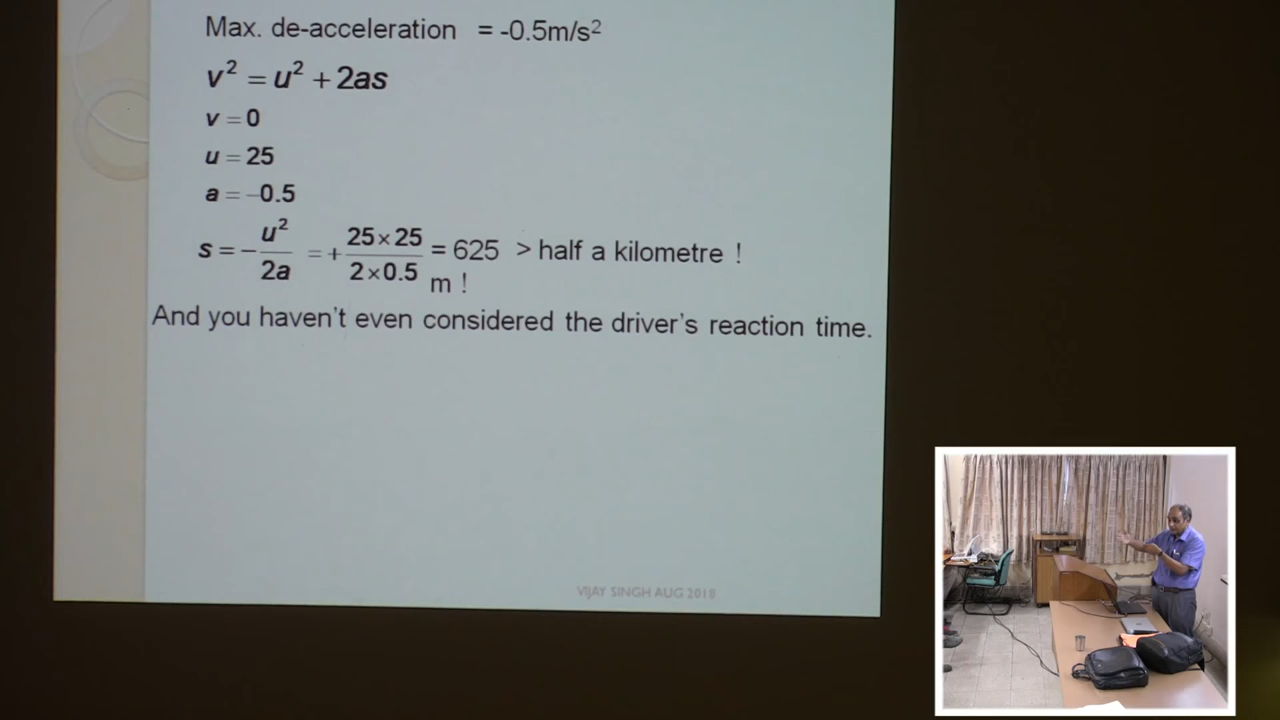 Max. de-acceleration = -0.5m/s²
v² = u² + 2as
v = 0
u = 25
a = -0.5
s = - u²/2a = + 25×25/2×0.5 = 625 m ! > half a kilometre !
And you haven't even considered the driver's reaction time.
VIJAY SINGH AUG 2018